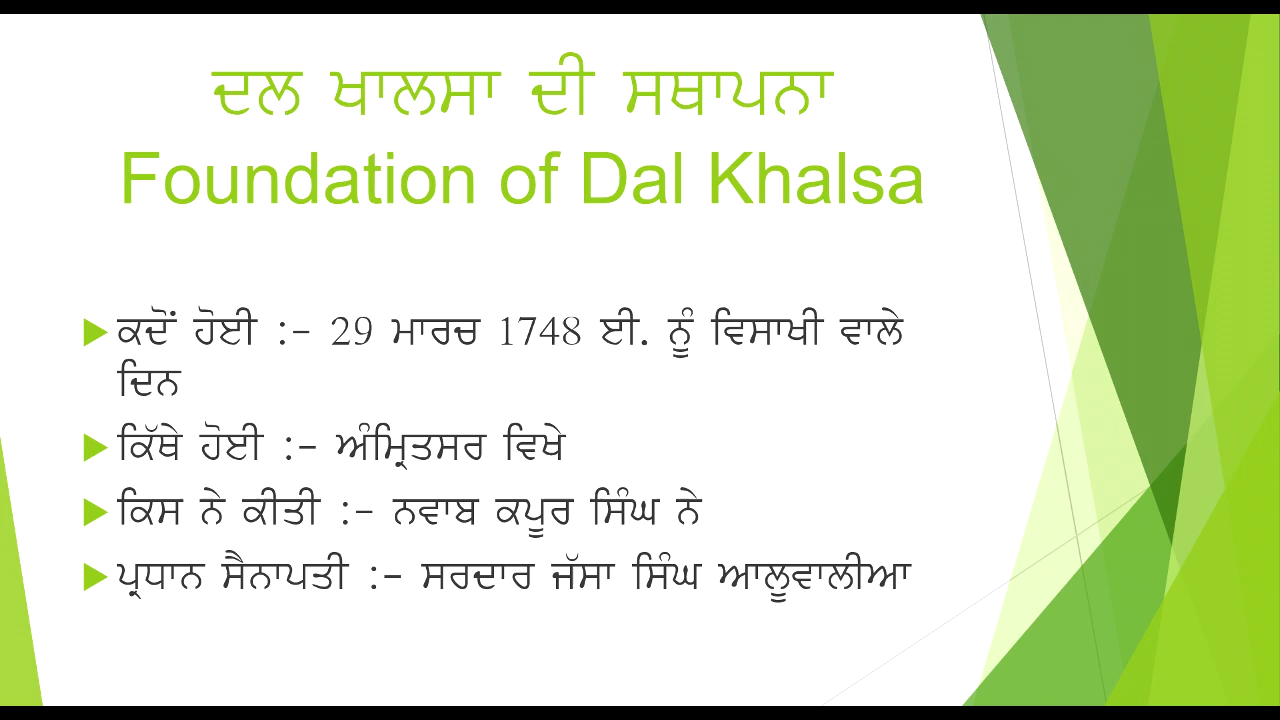 ਦਲ ਖਾਲਸਾ ਦੀ ਸਥਾਪਨਾ
Foundation of Dal Khalsa
ਕਦੋਂ ਹੋਈ :- 29 ਮਾਰਚ 1748 ਈ. ਨੂੰ ਵਿਸਾਖੀ ਵਾਲੇ
ਦਿਨ
ਕਿੱਥੇ ਹੋਈ :- ਅੰਮ੍ਰਿਤਸਰ ਵਿਖੇ
ਕਿਸ ਨੇ ਕੀਤੀ :- ਨਵਾਬ ਕਪੂਰ ਸਿੰਘ ਨੇ
ਪ੍ਰਧਾਨ ਸੈਨਾਪਤੀ :- ਸਰਦਾਰ ਜੱਸਾ ਸਿੰਘ ਆਲੂਵਾਲੀਆ